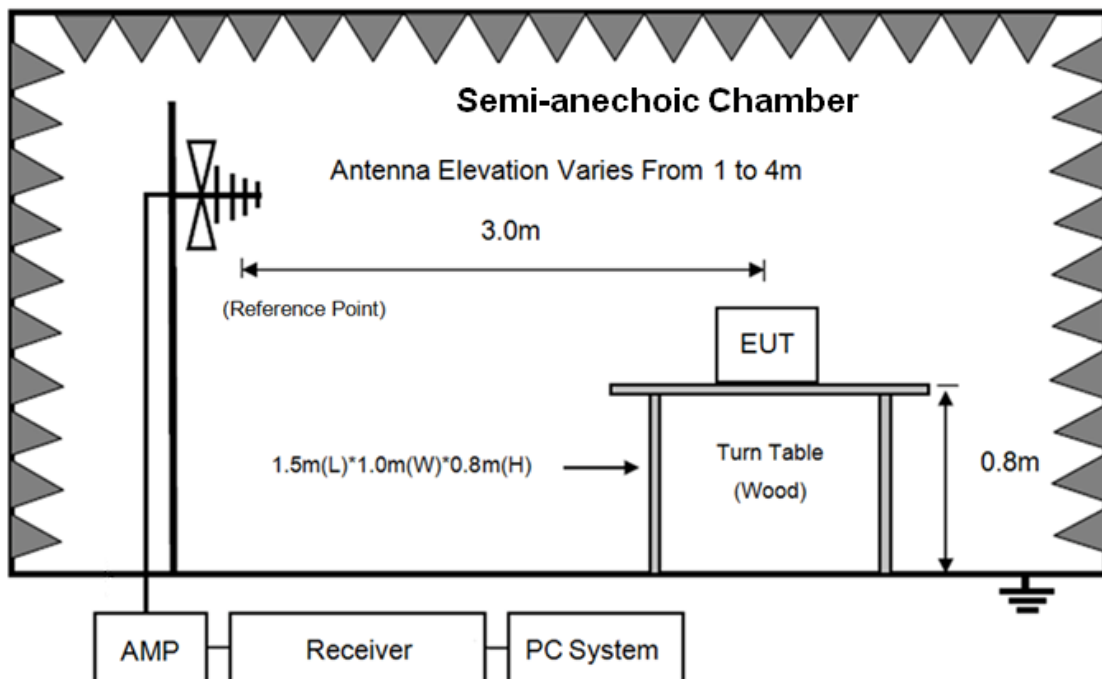 Semi-anechoic Chamber
Antenna Elevation Varies From 1 to 4m
3.0m
(Reference Point)
EUT
1.5m(L)*1.0m(W)*0.8m(H)
Turn Table
(Wood)
0.8m
AMP
Receiver
PC System